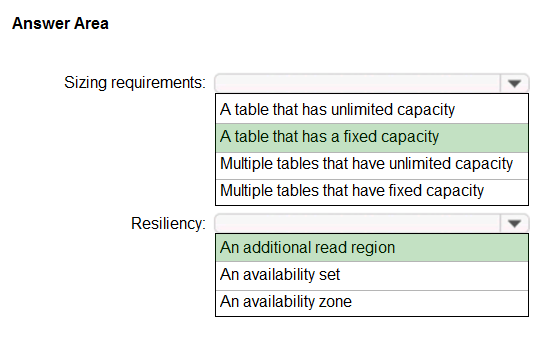 Answer Area
Sizing requirements:
A table that has unlimited capacity
A table that has a fixed capacity
Multiple tables that have unlimited capacity
Multiple tables that have fixed capacity
Resiliency:
An additional read region
An availability set
An availability zone